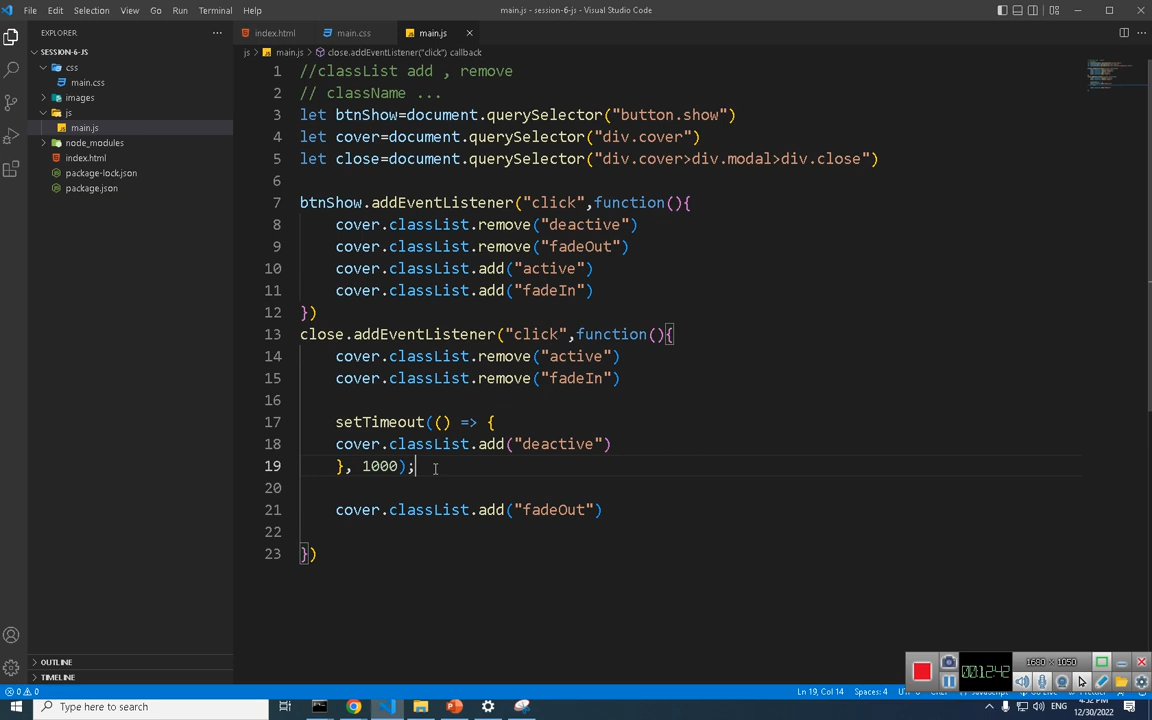 File Edit Selection View Go Run Terminal Help
main.js - session-6-js - Visual Studio Code
EXPLORER
SESSION-6-JS
css
main.css
images
js
main.js
node_modules
index.html
package-lock.json
package.json
OUTLINE
TIMELINE
index.html main.css main.js
js > main.js > close.addEventListener("click") callback
1 //classList add , remove
2 // className ...
3 let btnShow=document.querySelector("button.show")
4 let cover=document.querySelector("div.cover")
5 let close=document.querySelector("div.cover>div.modal>div.close")
6
7 btnShow.addEventListener("click",function(){
8 cover.classList.remove("deactive")
9 cover.classList.remove("fadeOut")
10 cover.classList.add("active")
11 cover.classList.add("fadeIn")
12 })
13 close.addEventListener("click",function(){
14 cover.classList.remove("active")
15 cover.classList.remove("fadeIn")
16
17 setTimeout(() => {
18 cover.classList.add("deactive")
19 }, 1000);
20
21 cover.classList.add("fadeOut")
22
23 })
1680 x 1050
00:12:42
0 0
Ln 19, Col 14 Spaces: 4
Type here to search
ENG
12/30/2022